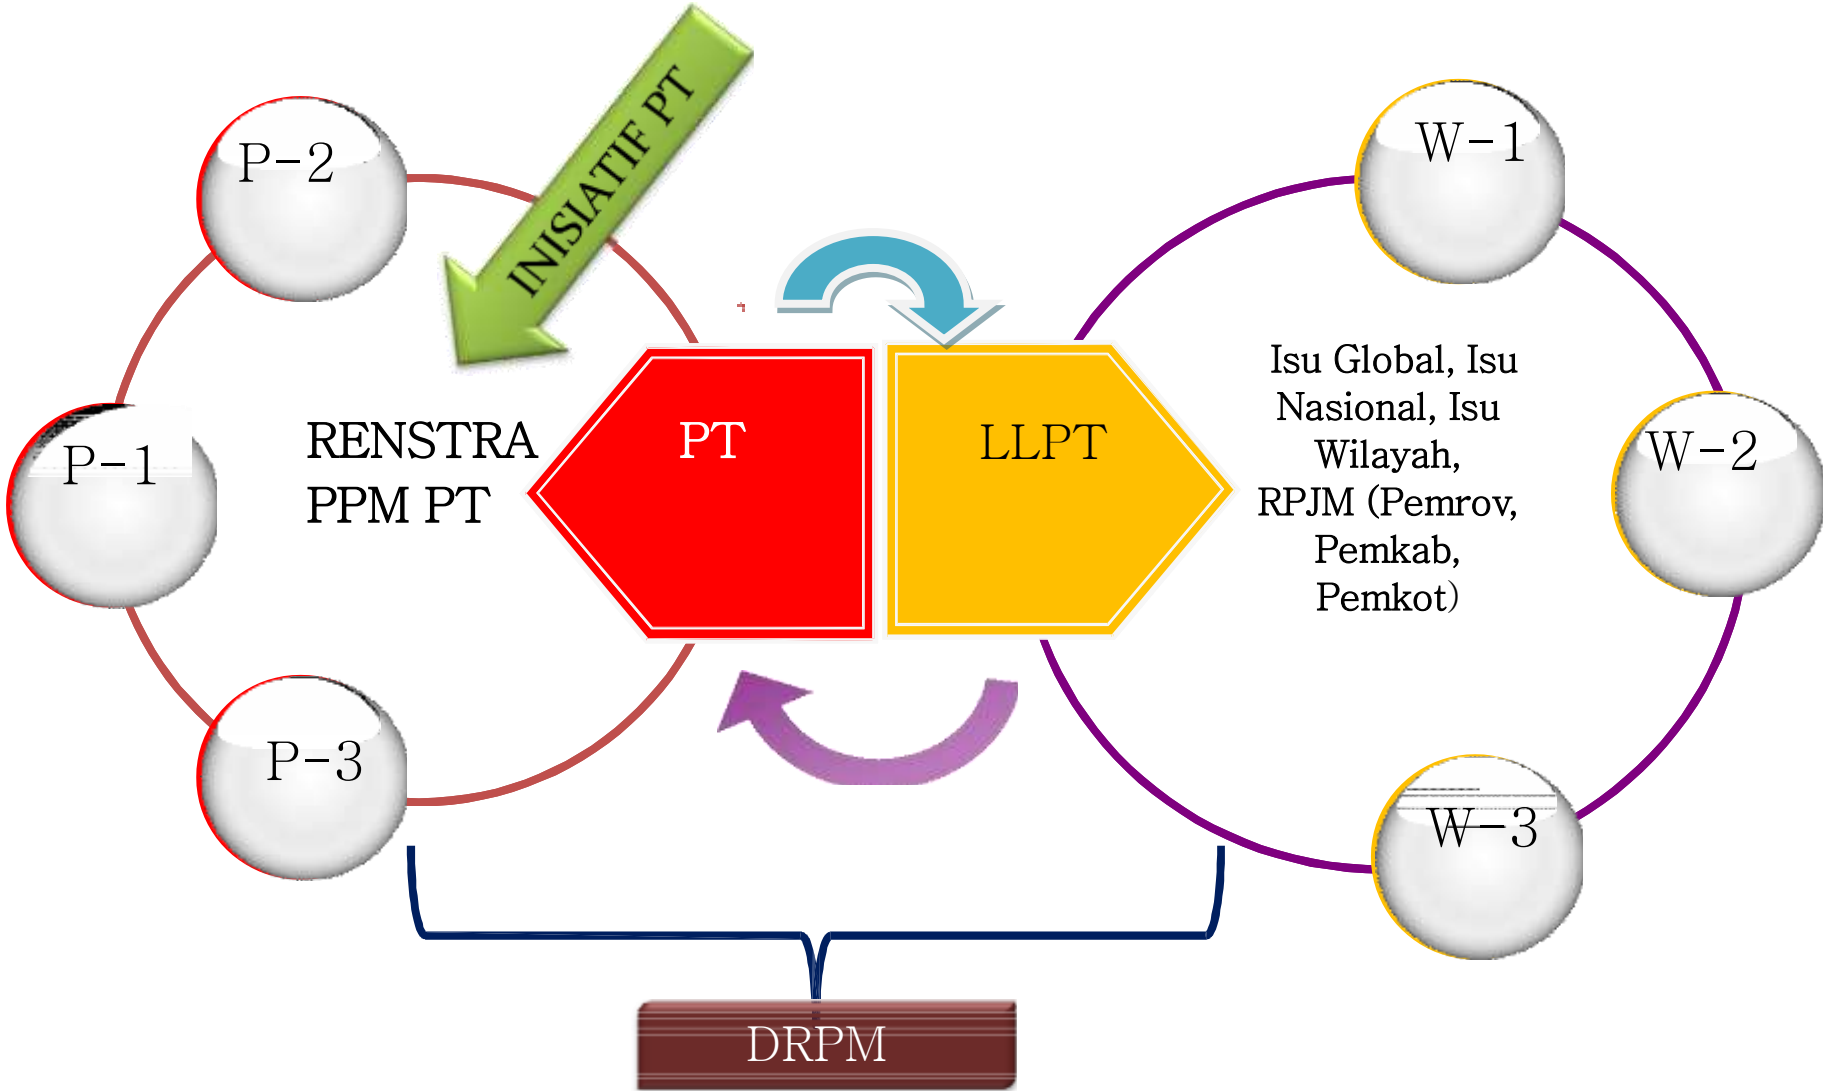 INISIATIF PT
P-2
P-1
P-3
RENSTRA
PPM PT
PT
LLPT
W-1
Isu Global, Isu
Nasional, Isu
Wilayah,
RPJM (Pemrov,
Pemkab,
Pemkot)
W-2
W-3
DRPM